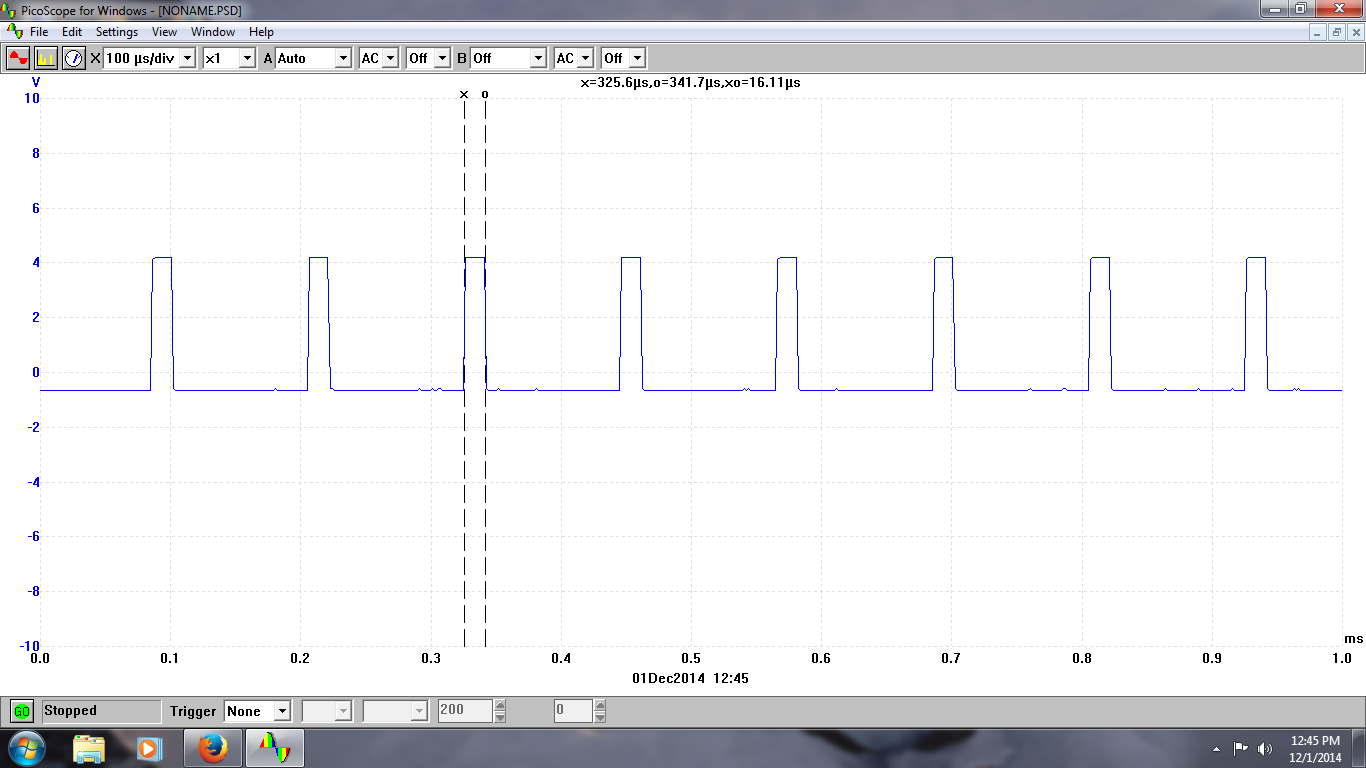 PicoScope for Windows - [NONAME.PSD]
File Edit Settings View Window Help
X 100 µs/div x1 A Auto AC Off B Off AC Off
x=325.6µs,o=341.7µs,xo=16.11µs
V
x o
10
8
6
4
2
0
-2
-4
-6
-8
-10
ms
0.0 0.1 0.2 0.3 0.4 0.5 0.6 0.7 0.8 0.9 1.0
01Dec2014 12:45
GO Stopped Trigger None 200 0
12:45 PM
12/1/2014